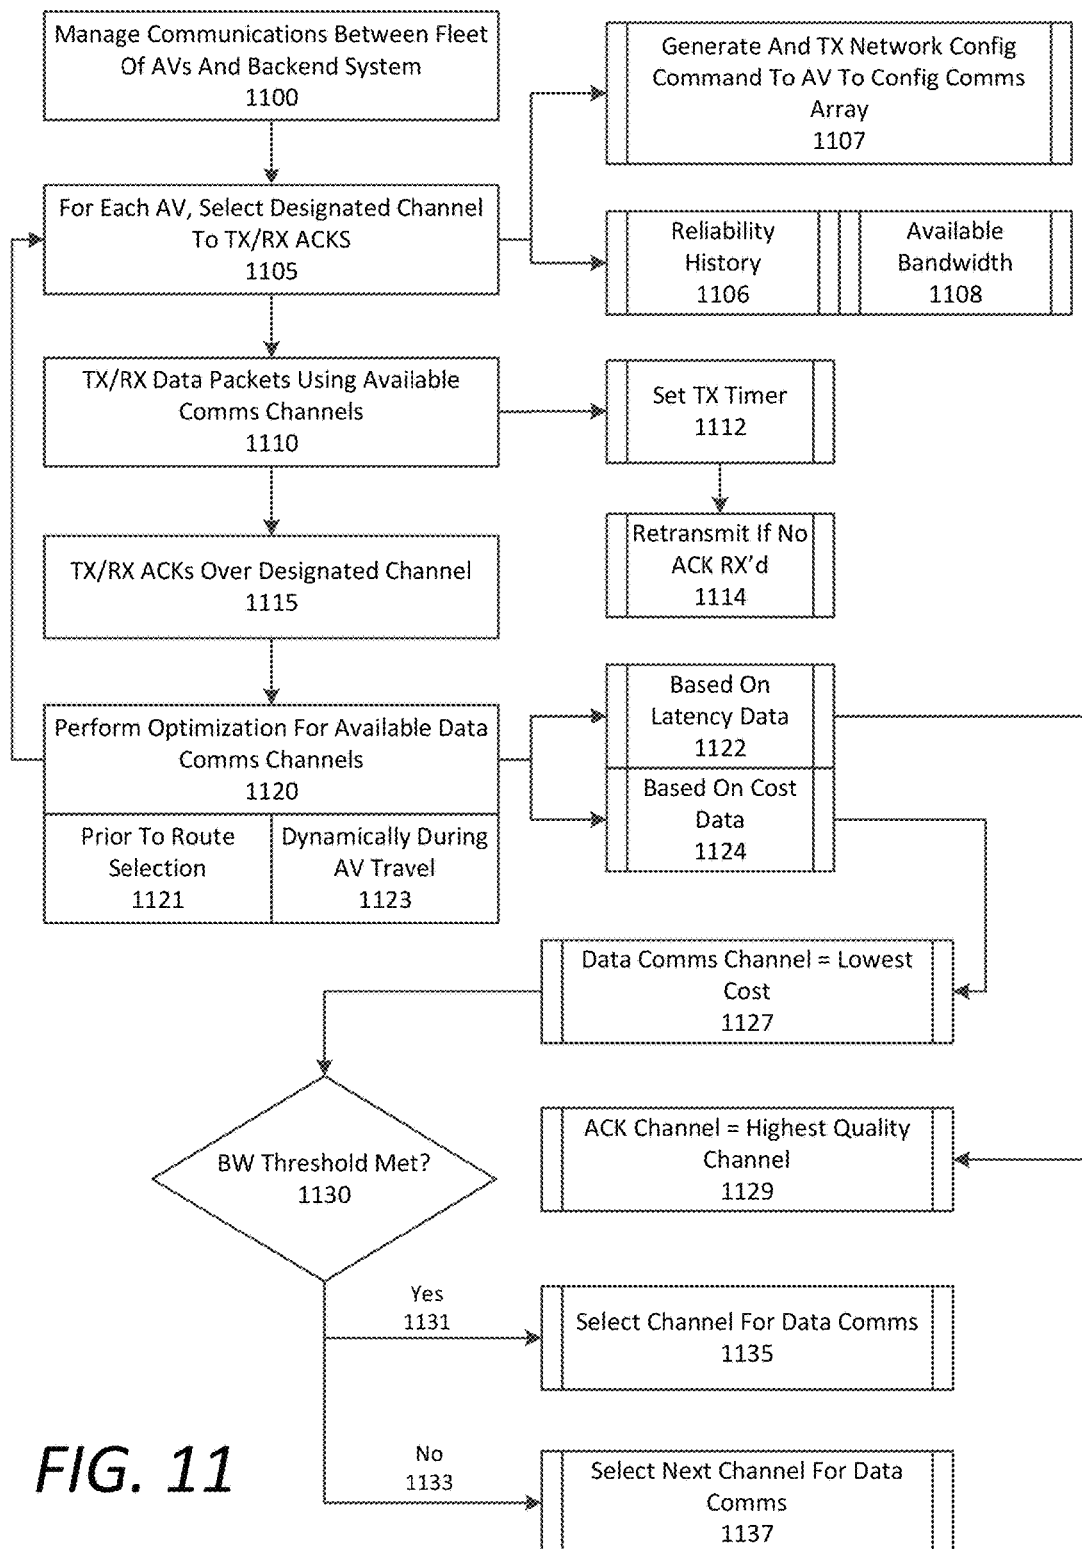 Manage Communications Between Fleet
Of AVs And Backend System
1100
Generate And TX Network Config
Command To AV To Config Comms
Array
1107
For Each AV, Select Designated Channel
To TX/RX ACKS
1105
Reliability
History
1106
Available
Bandwidth
1108
TX/RX Data Packets Using Available
Comms Channels
1110
Set TX Timer
1112
Retransmit If No
ACK RX'd
1114
TX/RX ACKs Over Designated Channel
1115
Perform Optimization For Available Data
Comms Channels
1120
Prior To Route
Selection
1121
Dynamically During
AV Travel
1123
Based On
Latency Data
1122
Based On Cost
Data
1124
Data Comms Channel = Lowest
Cost
1127
ACK Channel = Highest Quality
Channel
1129
BW Threshold Met?
1130
Yes
1131
Select Channel For Data Comms
1135
No
1133
Select Next Channel For Data
Comms
1137
FIG. 11